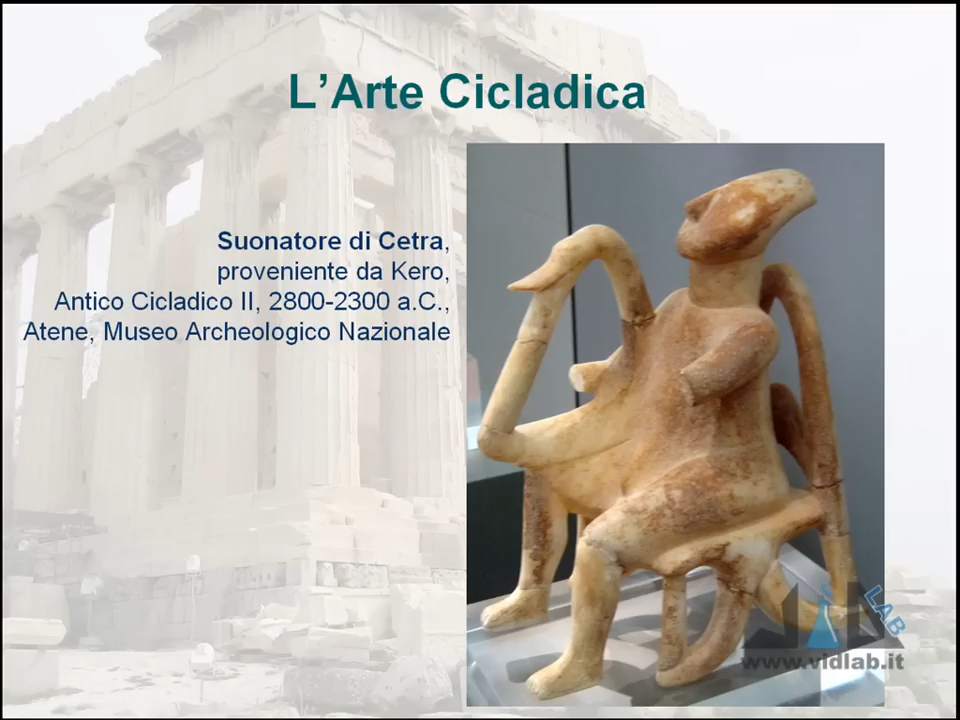 L'Arte Cicladica
Suonatore di Cetra,
proveniente da Kero,
Antico Cicladico II, 2800-2300 a.C.,
Atene, Museo Archeologico Nazionale
LAB
www.vidlab.it